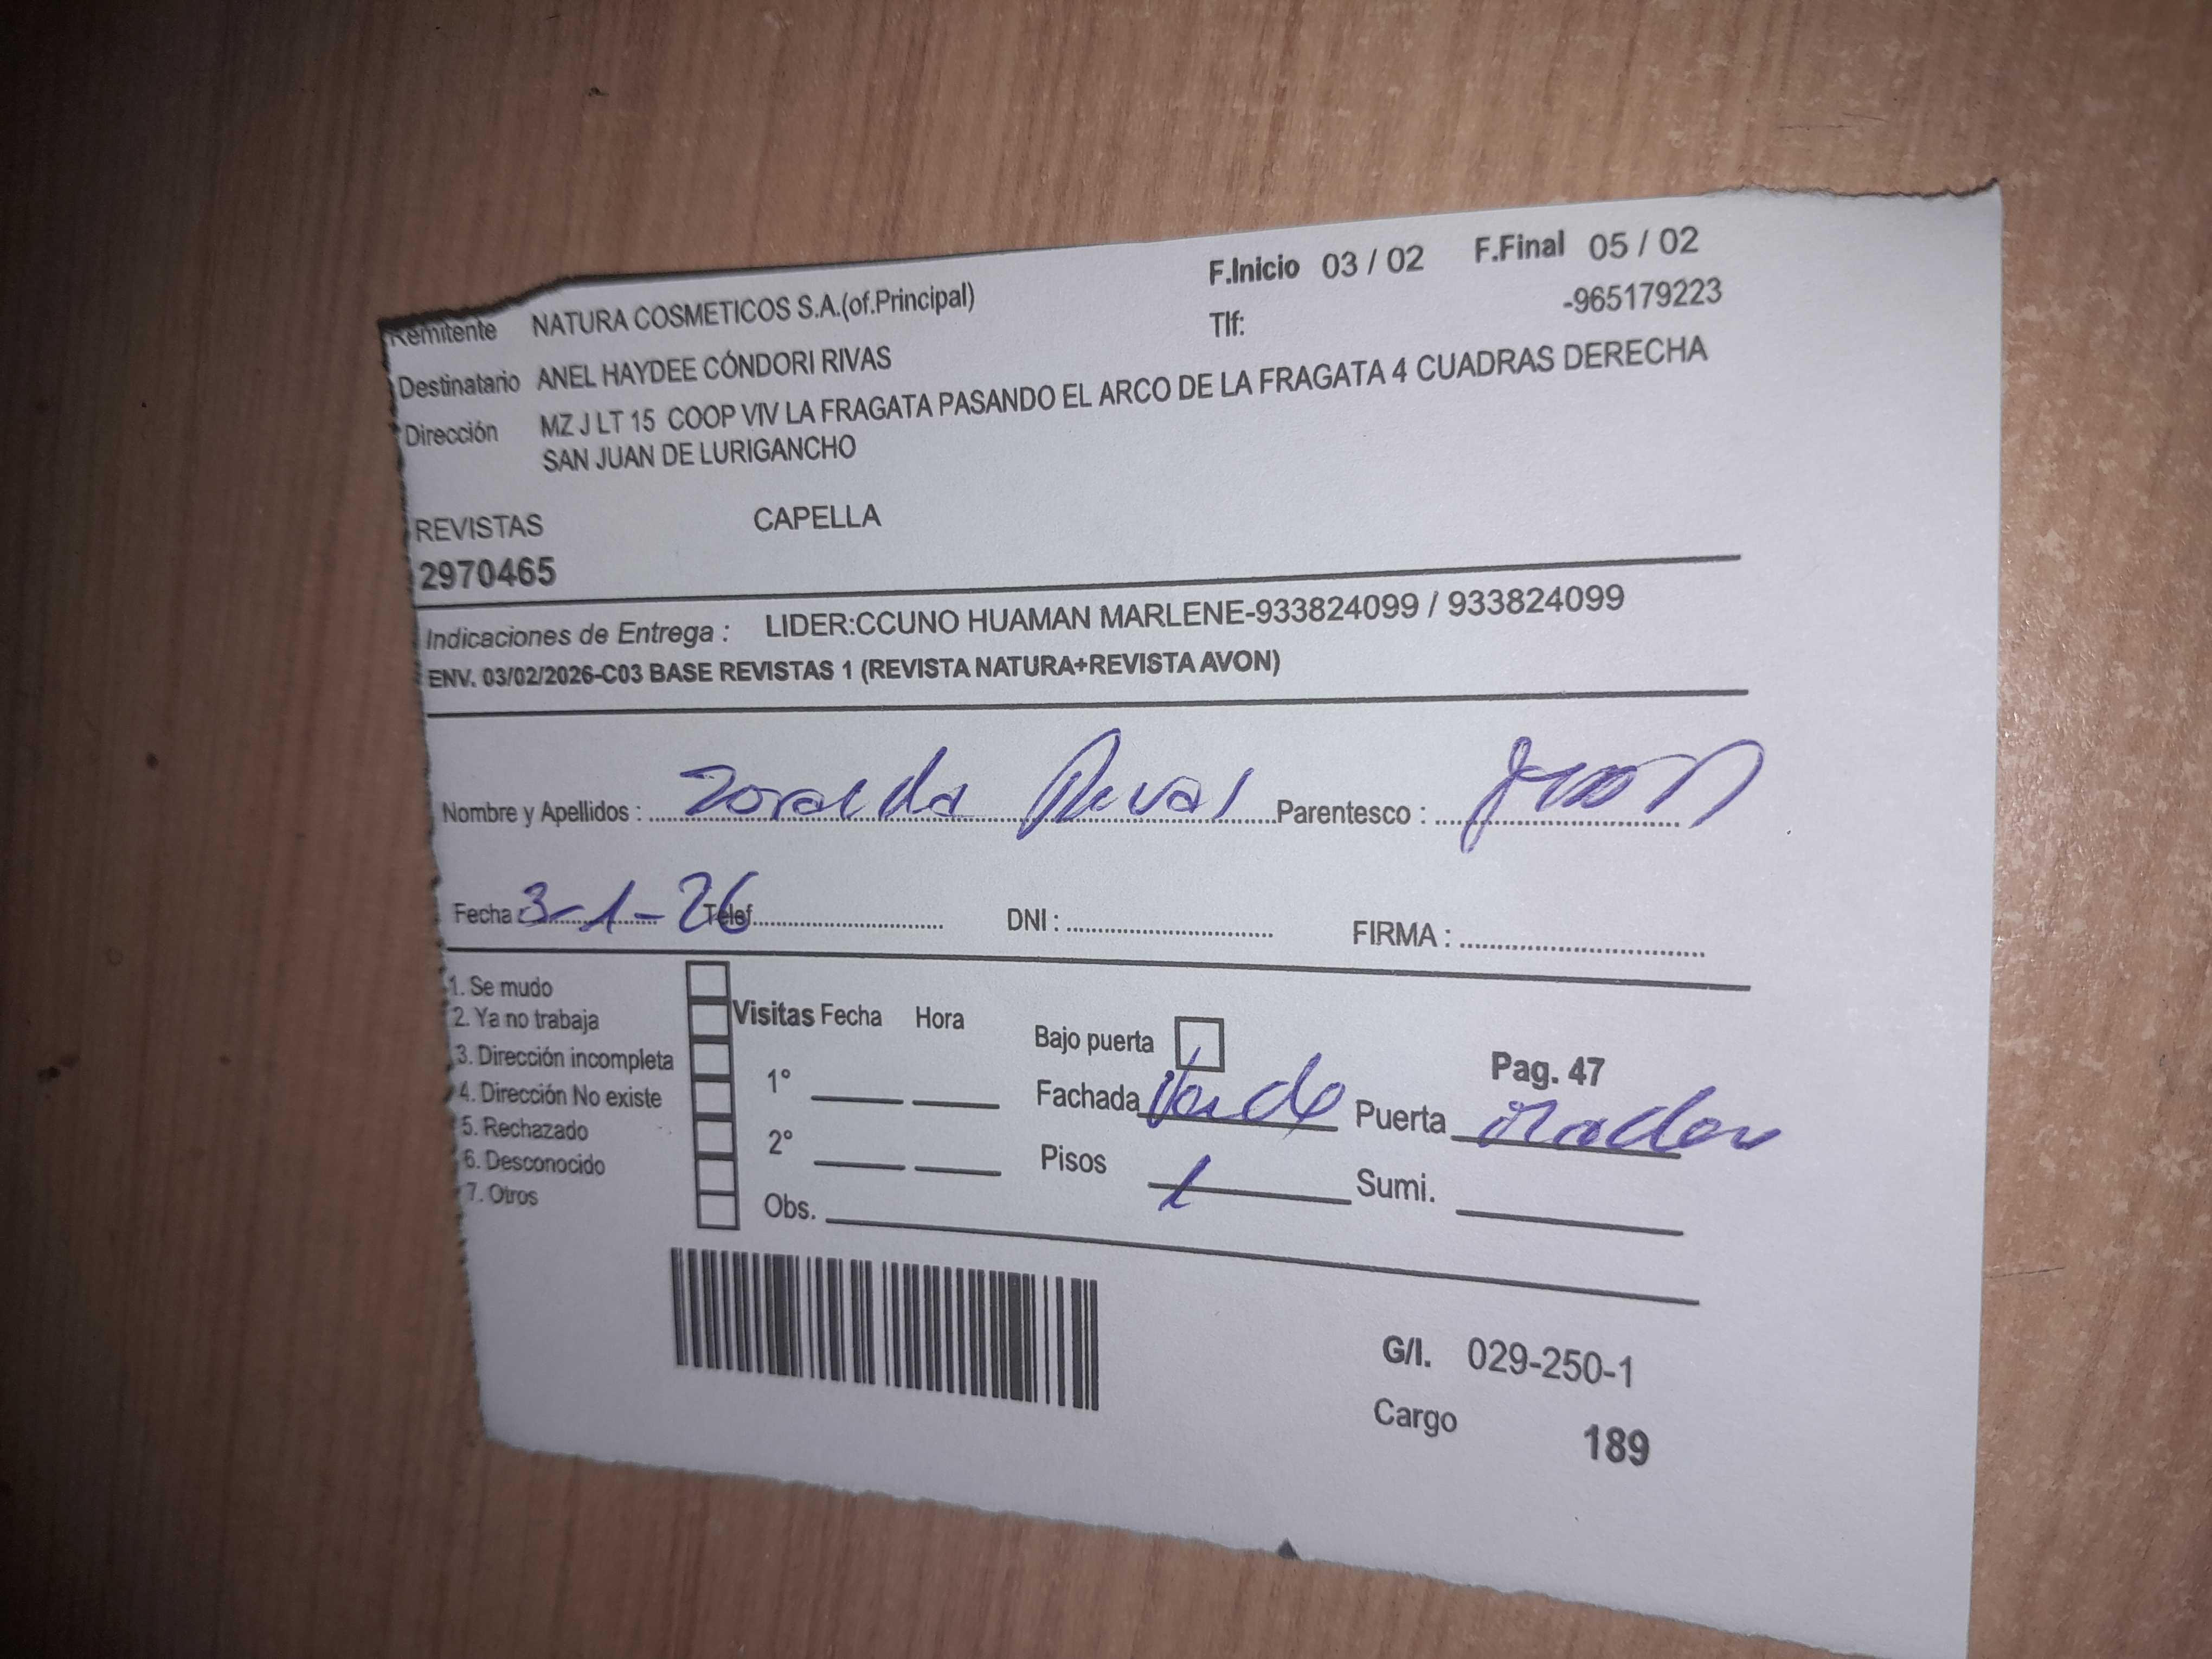 Remitente NATURA COSMETICOS S.A.(of.Principal) F.Inicio 03 / 02 F.Final 05 / 02
Destinatario ANEL HAYDEE CÓNDORI RIVAS Tlf: -965179223
Dirección MZ J LT 15 COOP VIV LA FRAGATA PASANDO EL ARCO DE LA FRAGATA 4 CUADRAS DERECHA
SAN JUAN DE LURIGANCHO
REVISTAS CAPELLA
2970465
Indicaciones de Entrega : LIDER:CCUNO HUAMAN MARLENE-933824099 / 933824099
ENV. 03/02/2026-C03 BASE REVISTAS 1 (REVISTA NATURA+REVISTA AVON)
Nombre y Apellidos : Parentesco :
Fecha 3-1-26 Telef. DNI : FIRMA :
1. Se mudo
2. Ya no trabaja Visitas Fecha Hora Bajo puerta Pag. 47
3. Dirección incompleta 1° Fachada Verde Puerta
4. Dirección No existe
5. Rechazado 2° Pisos 1 Sumi.
6. Desconocido
7. Otros Obs.
G/I. 029-250-1
Cargo 189